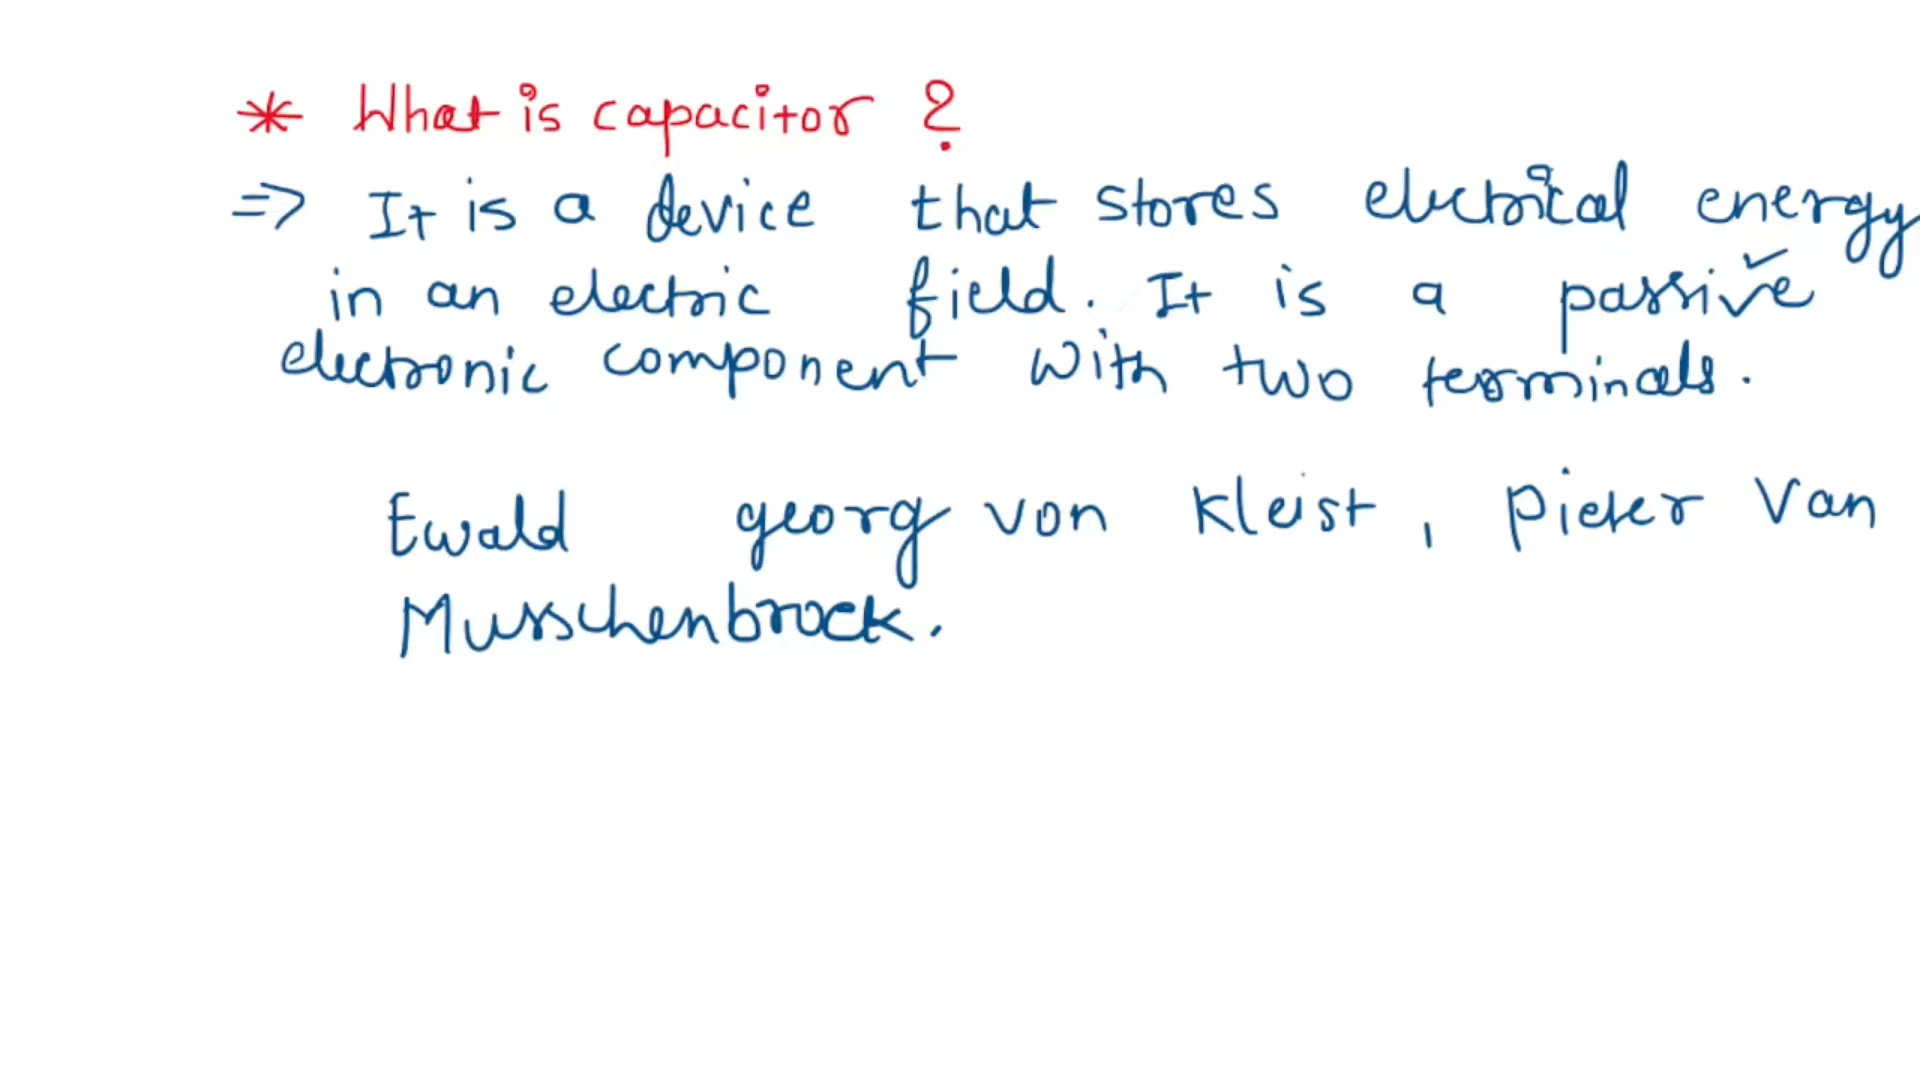 * What is capacitor ?
⇒ It is a device that stores electrical energy
in an electric field. It is a passive
electronic component with two terminals.
Ewald georg von Kleist, Pieter Van
Musschenbroek.